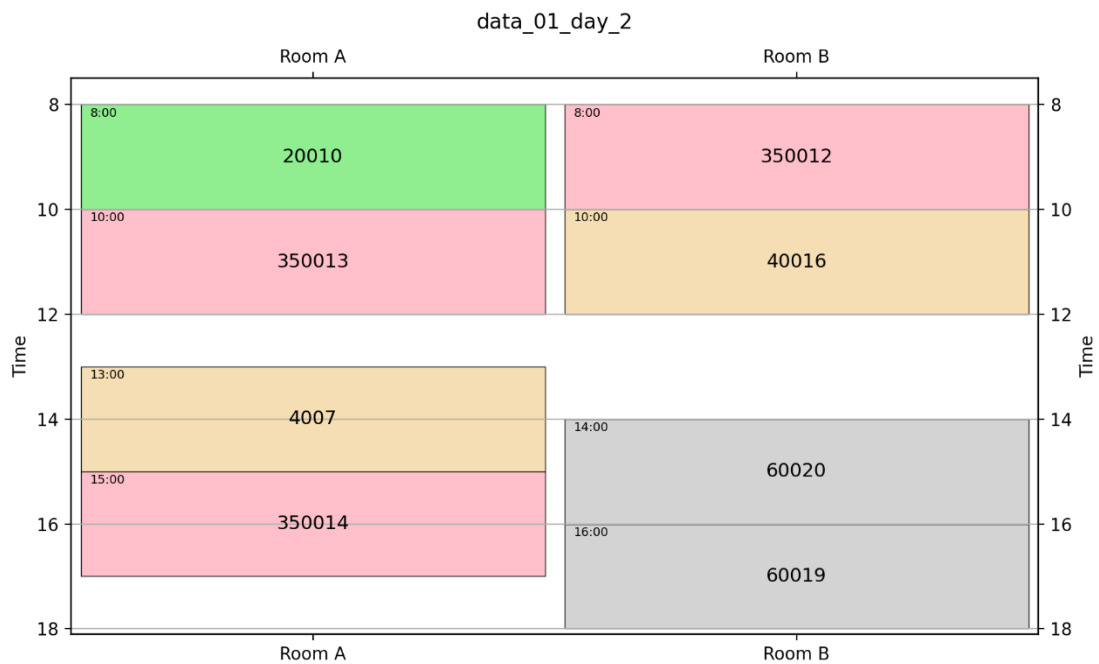 data_01_day_2
Room A Room B
8 8:00 8:00 8
20010 350012
10 10:00 10:00 10
350013 40016
12 12
Time Time
13:00
14 4007 14
14:00
15:00 60020
16 350014 16
16:00
60019
18 18
Room A Room B